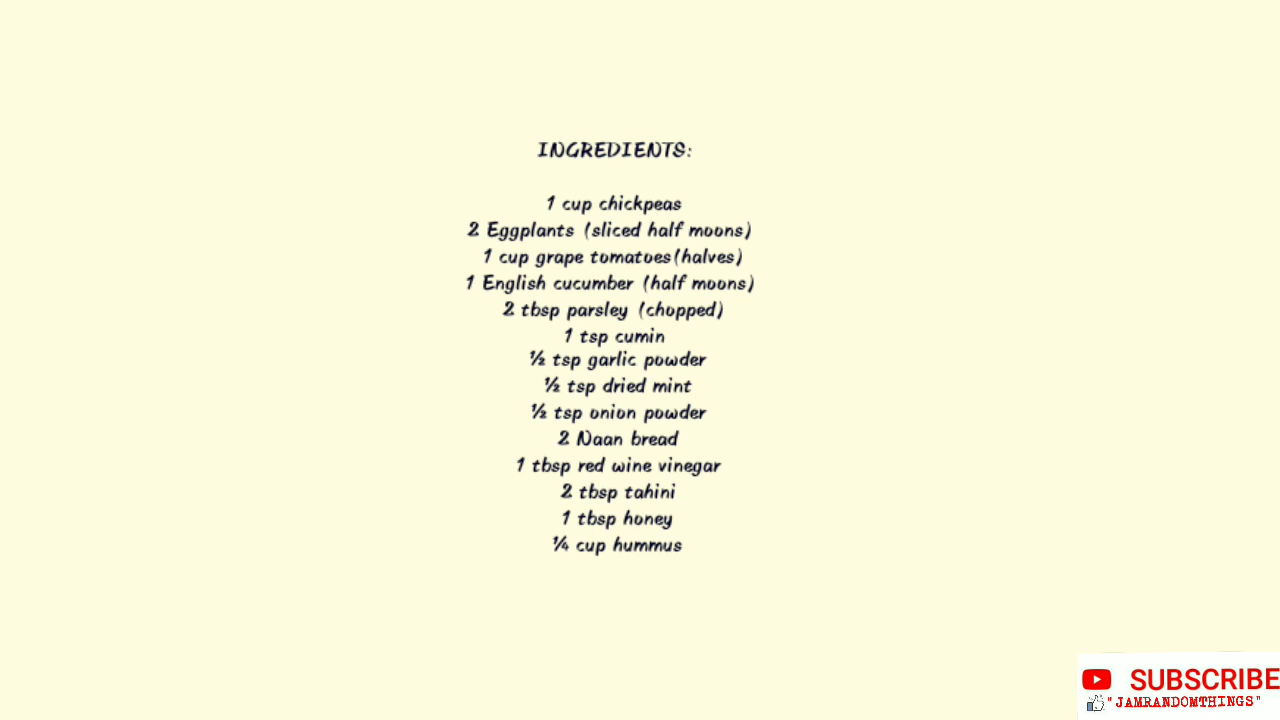 INGREDIENTS:
1 cup chickpeas
2 Eggplants (sliced half moons)
1 cup grape tomatoes(halves)
1 English cucumber (half moons)
2 tbsp parsley (chopped)
1 tsp cumin
½ tsp garlic powder
½ tsp dried mint
½ tsp onion powder
2 Naan bread
1 tbsp red wine vinegar
2 tbsp tahini
1 tbsp honey
¼ cup hummus
SUBSCRIBE
"JAMRANDOMTHINGS"